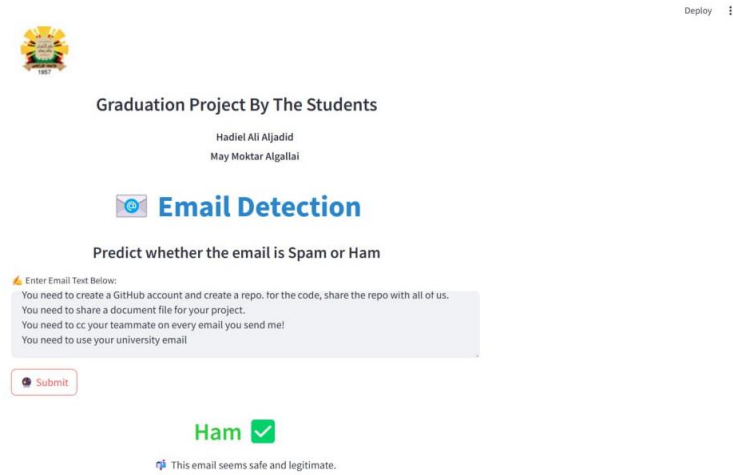 Deploy
1957
Graduation Project By The Students
Hadiel Ali Aljadid
May Moktar Algallai
Email Detection
Predict whether the email is Spam or Ham
Enter Email Text Below:
You need to create a GitHub account and create a repo. for the code, share the repo with all of us.
You need to share a document file for your project.
You need to cc your teammate on every email you send me!
You need to use your university email
Submit
Ham
This email seems safe and legitimate.